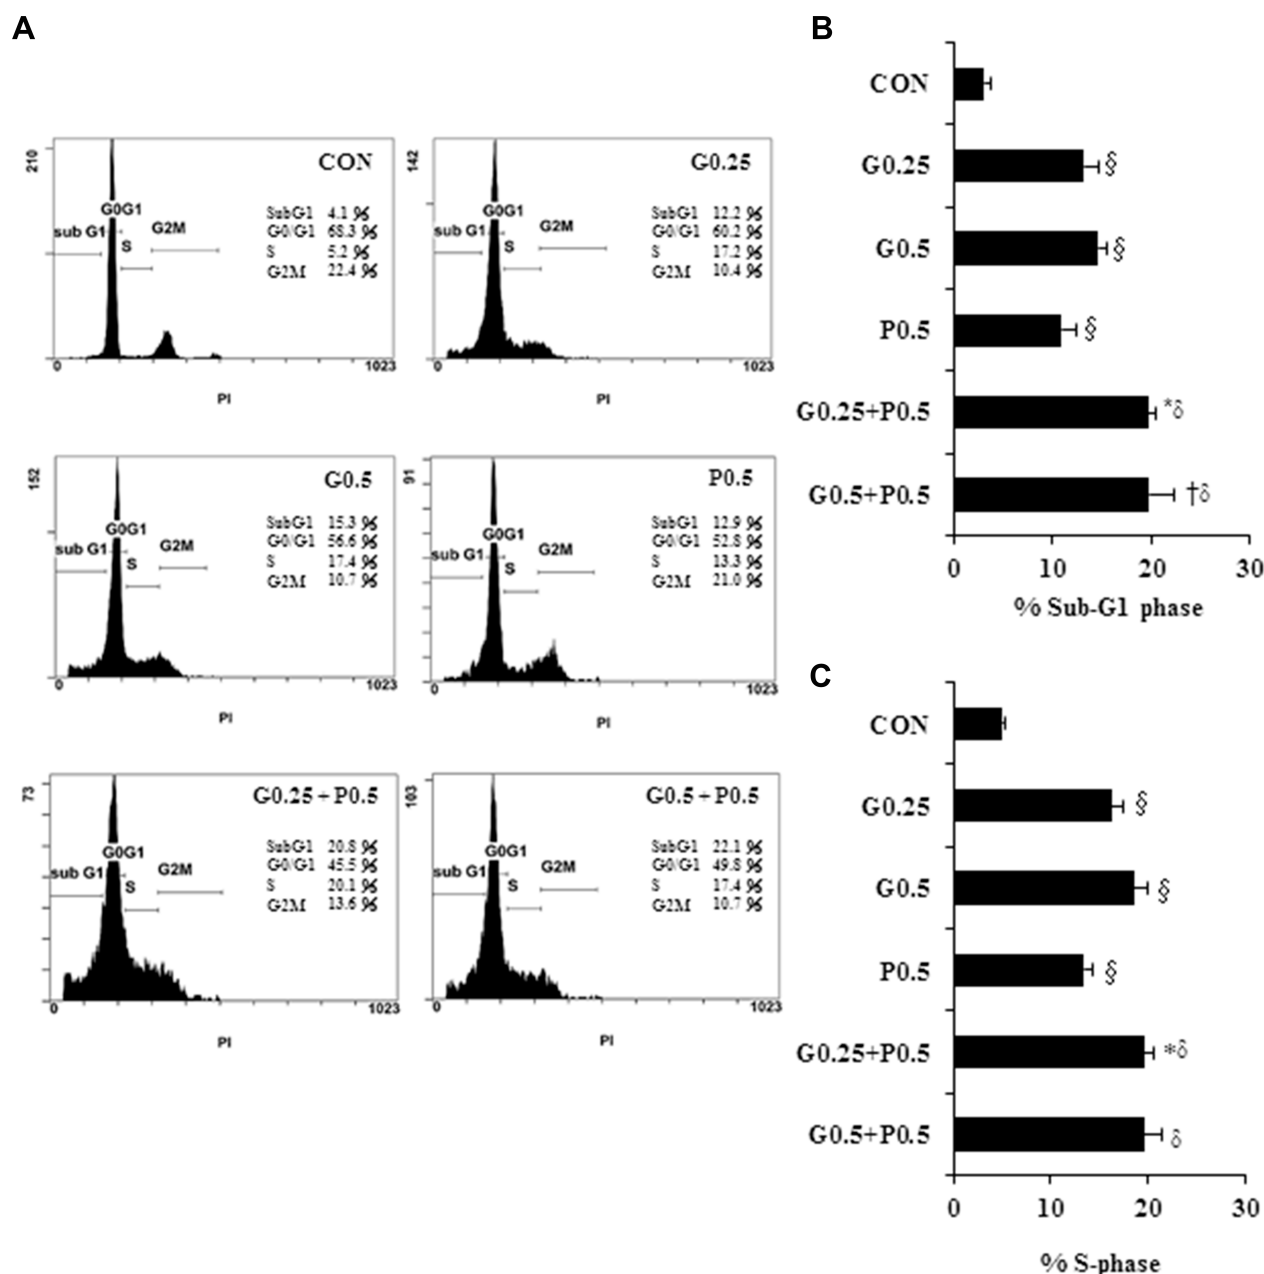 A
210
CON
G0G1
sub G1
S
G2M
SubG1 4.1 %
G0/G1 68.3 %
S 5.2 %
G2M 22.4 %
0
1023
PI
142
G0.25
G0G1
sub G1
S
G2M
SubG1 12.2 %
G0/G1 60.2 %
S 17.2 %
G2M 10.4 %
0
1023
PI
152
G0.5
G0G1
sub G1
S
G2M
SubG1 15.3 %
G0/G1 56.6 %
S 17.4 %
G2M 10.7 %
0
1023
PI
91
P0.5
G0G1
sub G1
S
G2M
SubG1 12.9 %
G0/G1 52.8 %
S 13.3 %
G2M 21.0 %
0
1023
PI
73
G0.25 + P0.5
G0G1
sub G1
S
G2M
SubG1 20.8 %
G0/G1 45.5 %
S 20.1 %
G2M 13.6 %
0
1023
PI
103
G0.5 + P0.5
G0G1
sub G1
S
G2M
SubG1 22.1 %
G0/G1 49.8 %
S 17.4 %
G2M 10.7 %
0
1023
PI
B
CON
G0.25 §
G0.5 §
P0.5 §
G0.25+P0.5 *δ
G0.5+P0.5 †δ
0 10 20 30
% Sub-G1 phase
C
CON
G0.25 §
G0.5 §
P0.5 §
G0.25+P0.5 *δ
G0.5+P0.5 δ
0 10 20 30
% S-phase